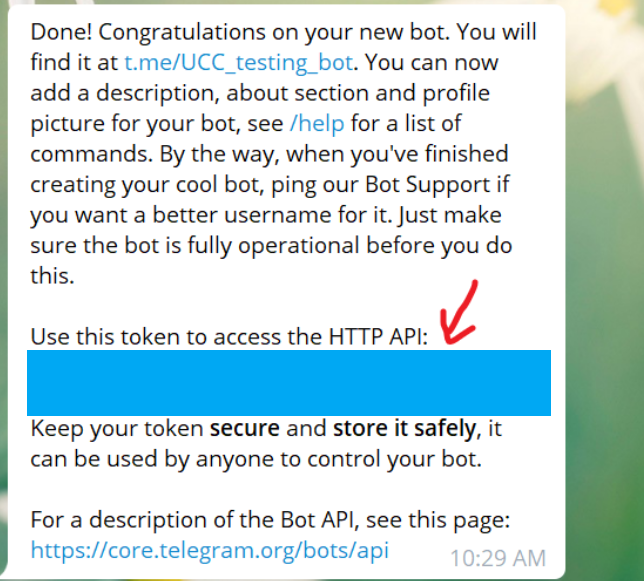 Done! Congratulations on your new bot. You will
find it at t.me/UCC_testing_bot. You can now
add a description, about section and profile
picture for your bot, see /help for a list of
commands. By the way, when you've finished
creating your cool bot, ping our Bot Support if
you want a better username for it. Just make
sure the bot is fully operational before you do
this.
Use this token to access the HTTP API:
Keep your token secure and store it safely, it
can be used by anyone to control your bot.
For a description of the Bot API, see this page:
https://core.telegram.org/bots/api
10:29 AM